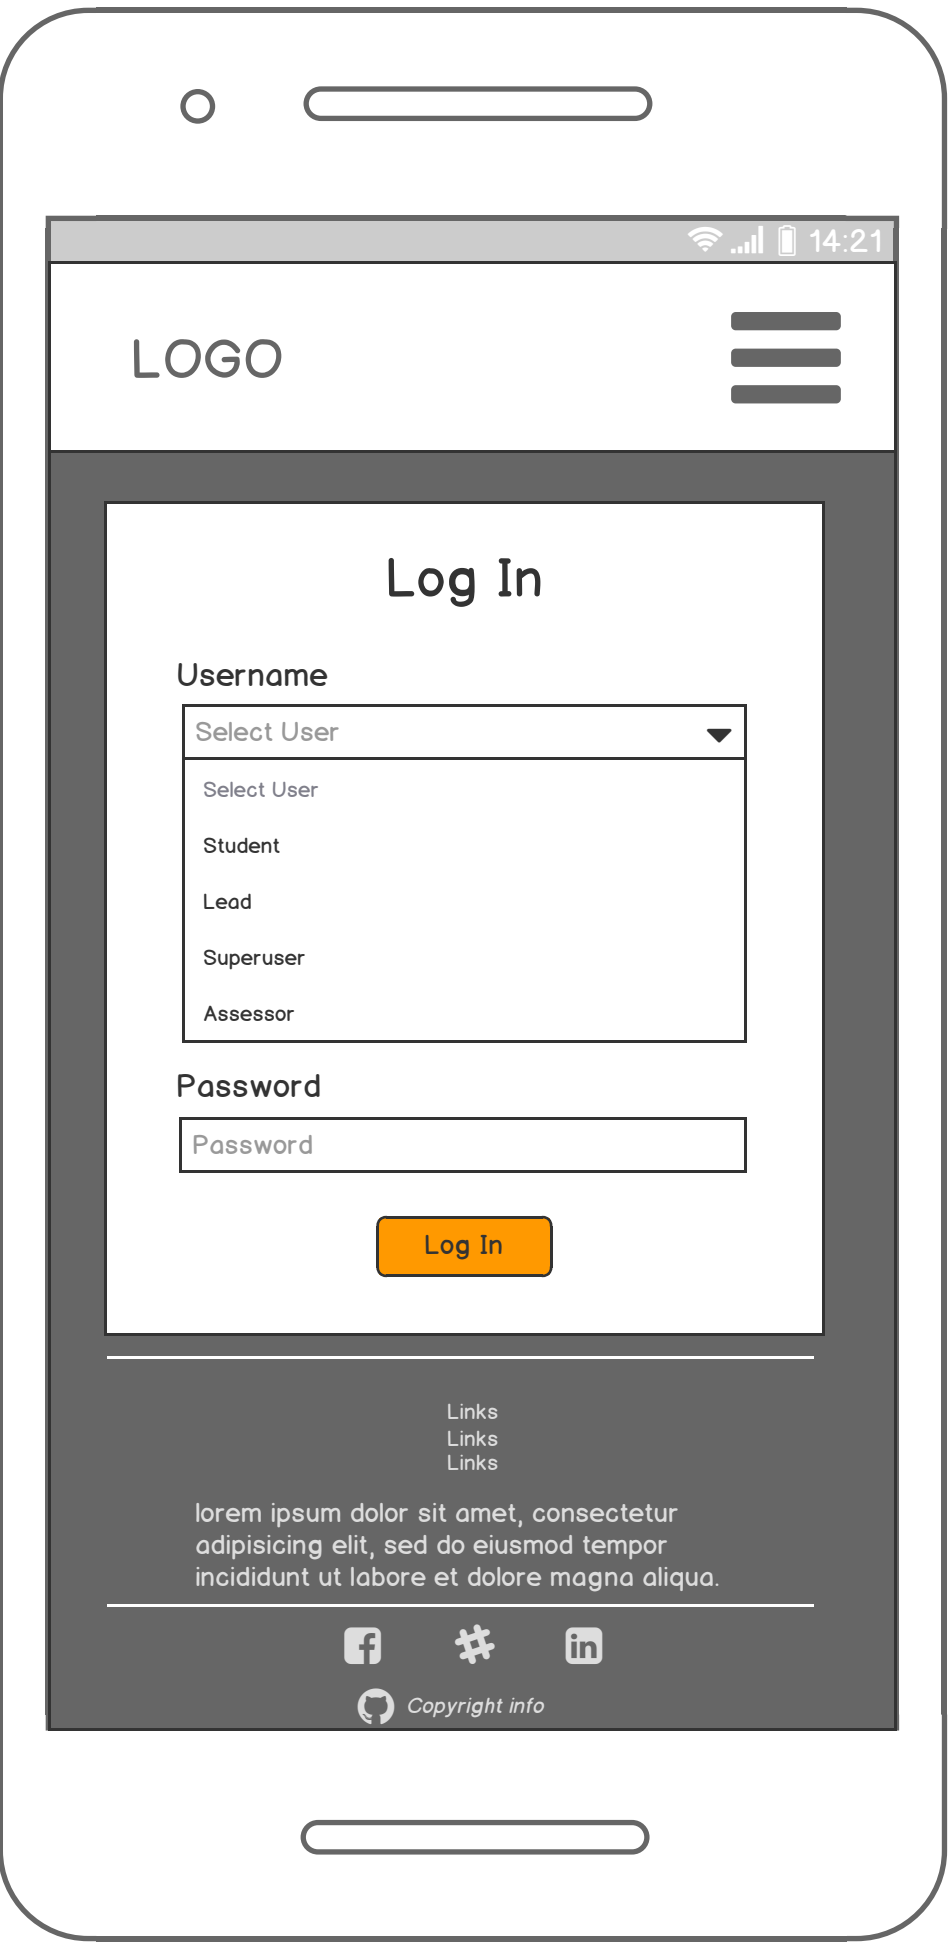 14:21
LOGO
Log In
Username
Select User
Select User
Student
Lead
Superuser
Assessor
Password
Password
Log In
Links
Links
Links
lorem ipsum dolor sit amet, consectetur
adipisicing elit, sed do eiusmod tempor
incididunt ut labore et dolore magna aliqua.
Copyright info